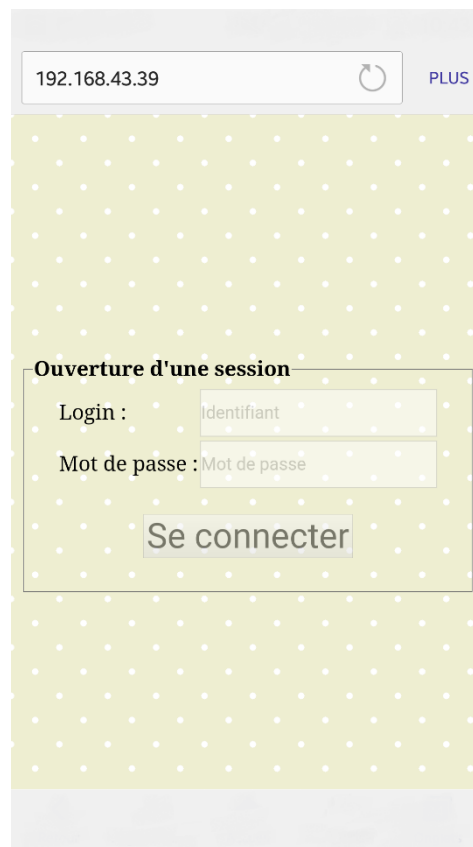 192.168.43.39 PLUS
Ouverture d'une session
Login : Identifiant
Mot de passe : Mot de passe
Se connecter